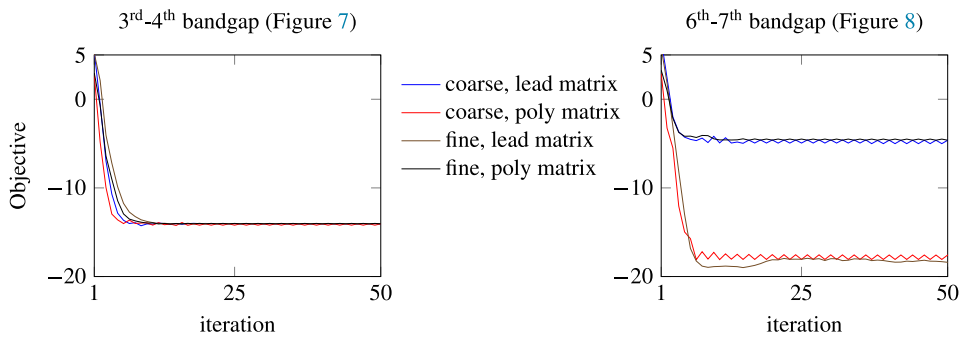 3rd-4th bandgap (Figure 7)
6th-7th bandgap (Figure 8)
5
0
−10
−20
Objective
1
25
50
iteration
coarse, lead matrix
coarse, poly matrix
fine, lead matrix
fine, poly matrix
5
0
−10
−20
1
25
50
iteration